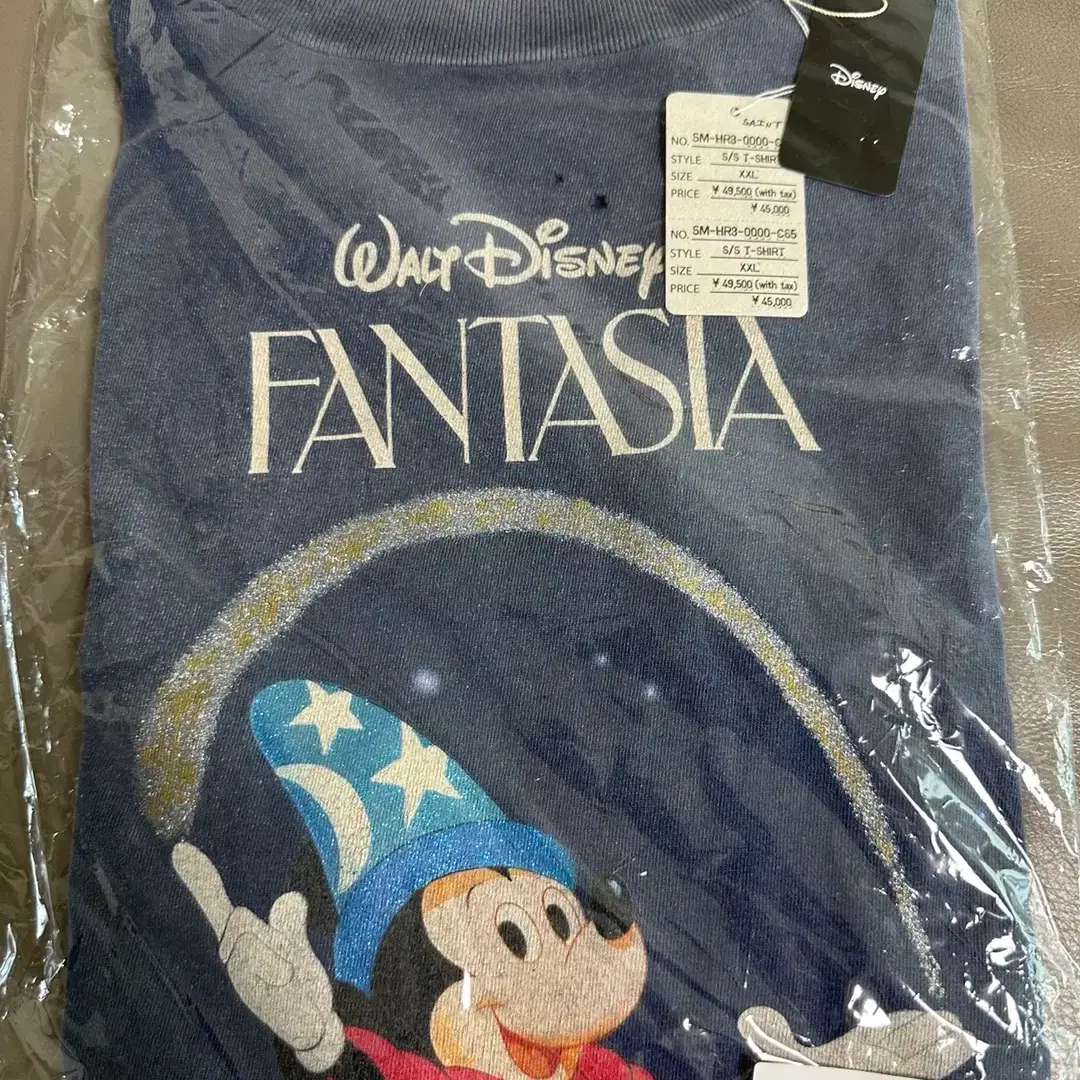 Disney
SAINT
NO. SM-HR3-0000-C
STYLE S/S T-SHIRT
SIZE XXL
PRICE ¥ 49,500 (with tax)
¥ 45,000
NO. SM-HR3-0000-C65
STYLE S/S T-SHIRT
SIZE XXL
PRICE ¥ 49,500 (with tax)
¥ 45,000
WALT DISNEY
FANTASIA